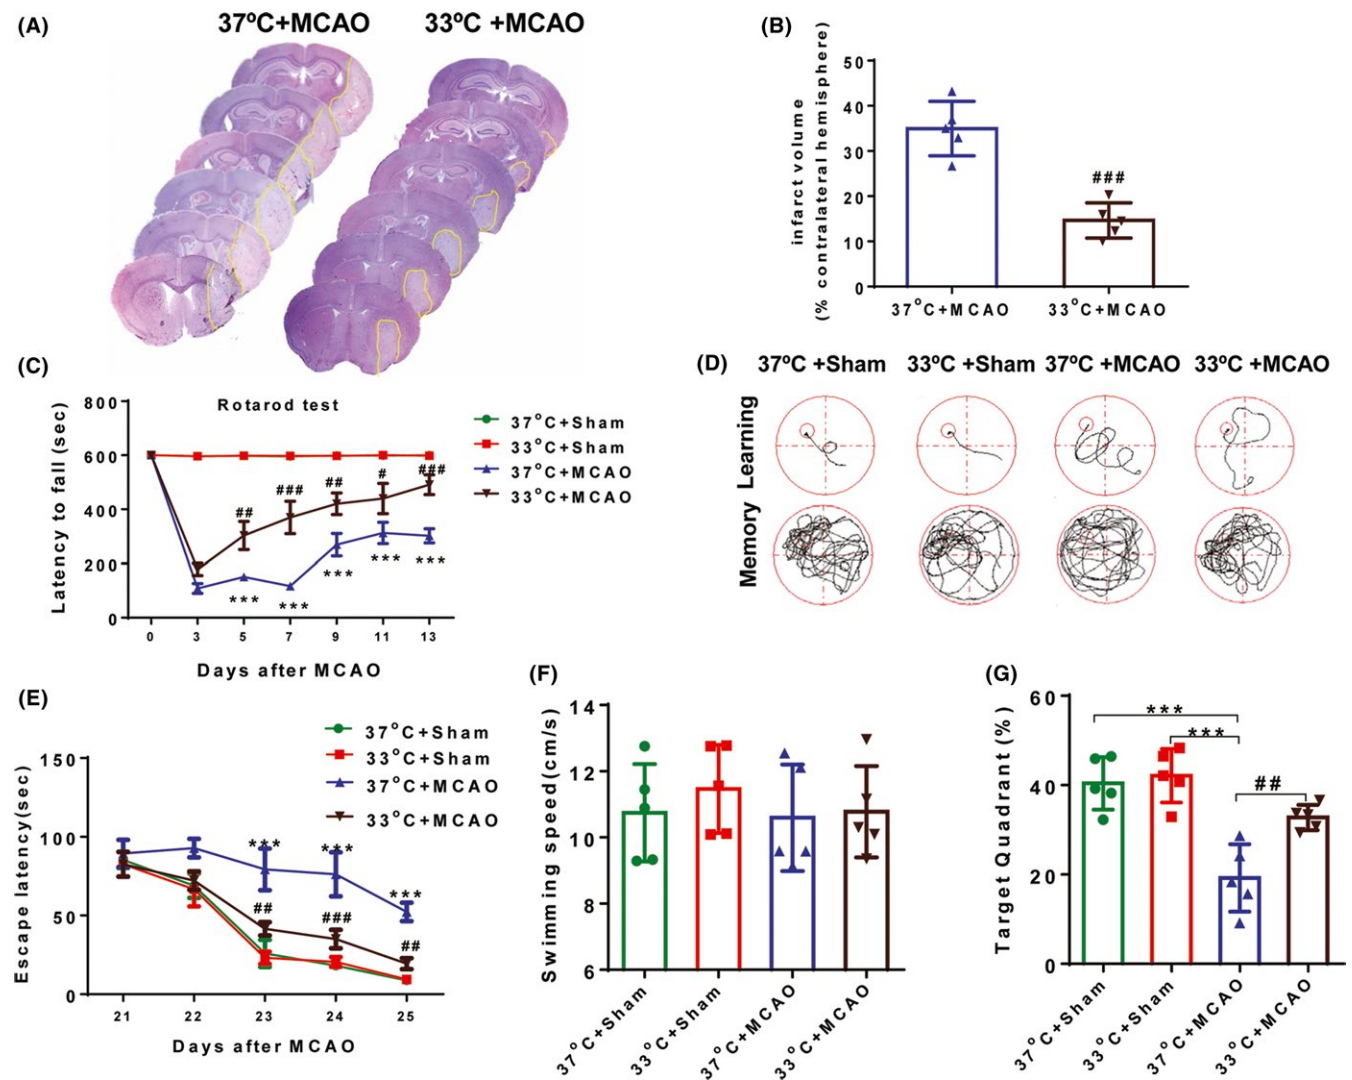 (A)
37ºC+MCAO
33ºC +MCAO
(B)
infarct volume
(% contralateral hemisphere)
50
40
30
20
10
0
###
37°C+MCAO
33°C+MCAO
(C)
Rotarod test
Latency to fall (sec)
800
600
400
200
0
##
###
##
#
###
***
***
***
***
***
0
3
5
7
9
11
13
Days after MCAO
37°C+Sham
33°C+Sham
37°C+MCAO
33°C+MCAO
(D)
37ºC +Sham
33ºC +Sham
37ºC +MCAO
33ºC +MCAO
Learning
Memory
(E)
Escape latency(sec)
150
100
50
0
37°C+Sham
33°C+Sham
37°C+MCAO
33°C+MCAO
***
***
***
##
###
##
21
22
23
24
25
Days after MCAO
(F)
Swimming speed(cm/s)
14
12
10
8
6
37°C+Sham
33°C+Sham
37°C+MCAO
33°C+MCAO
(G)
Target Quadrant (%)
60
40
20
0
***
***
##
37°C+Sham
33°C+Sham
37°C+MCAO
33°C+MCAO